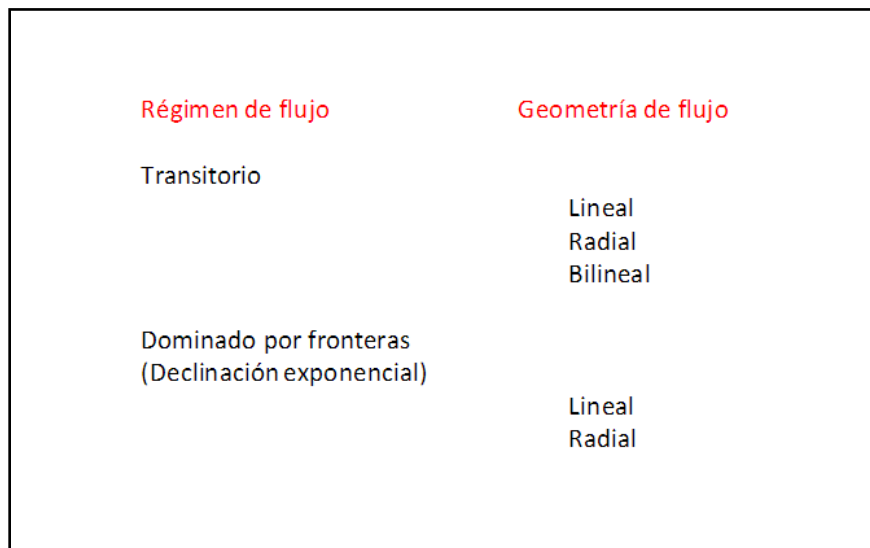 Régimen de flujo Geometría de flujo
Transitorio
Lineal
Radial
Bilineal
Dominado por fronteras
(Declinación exponencial)
Lineal
Radial